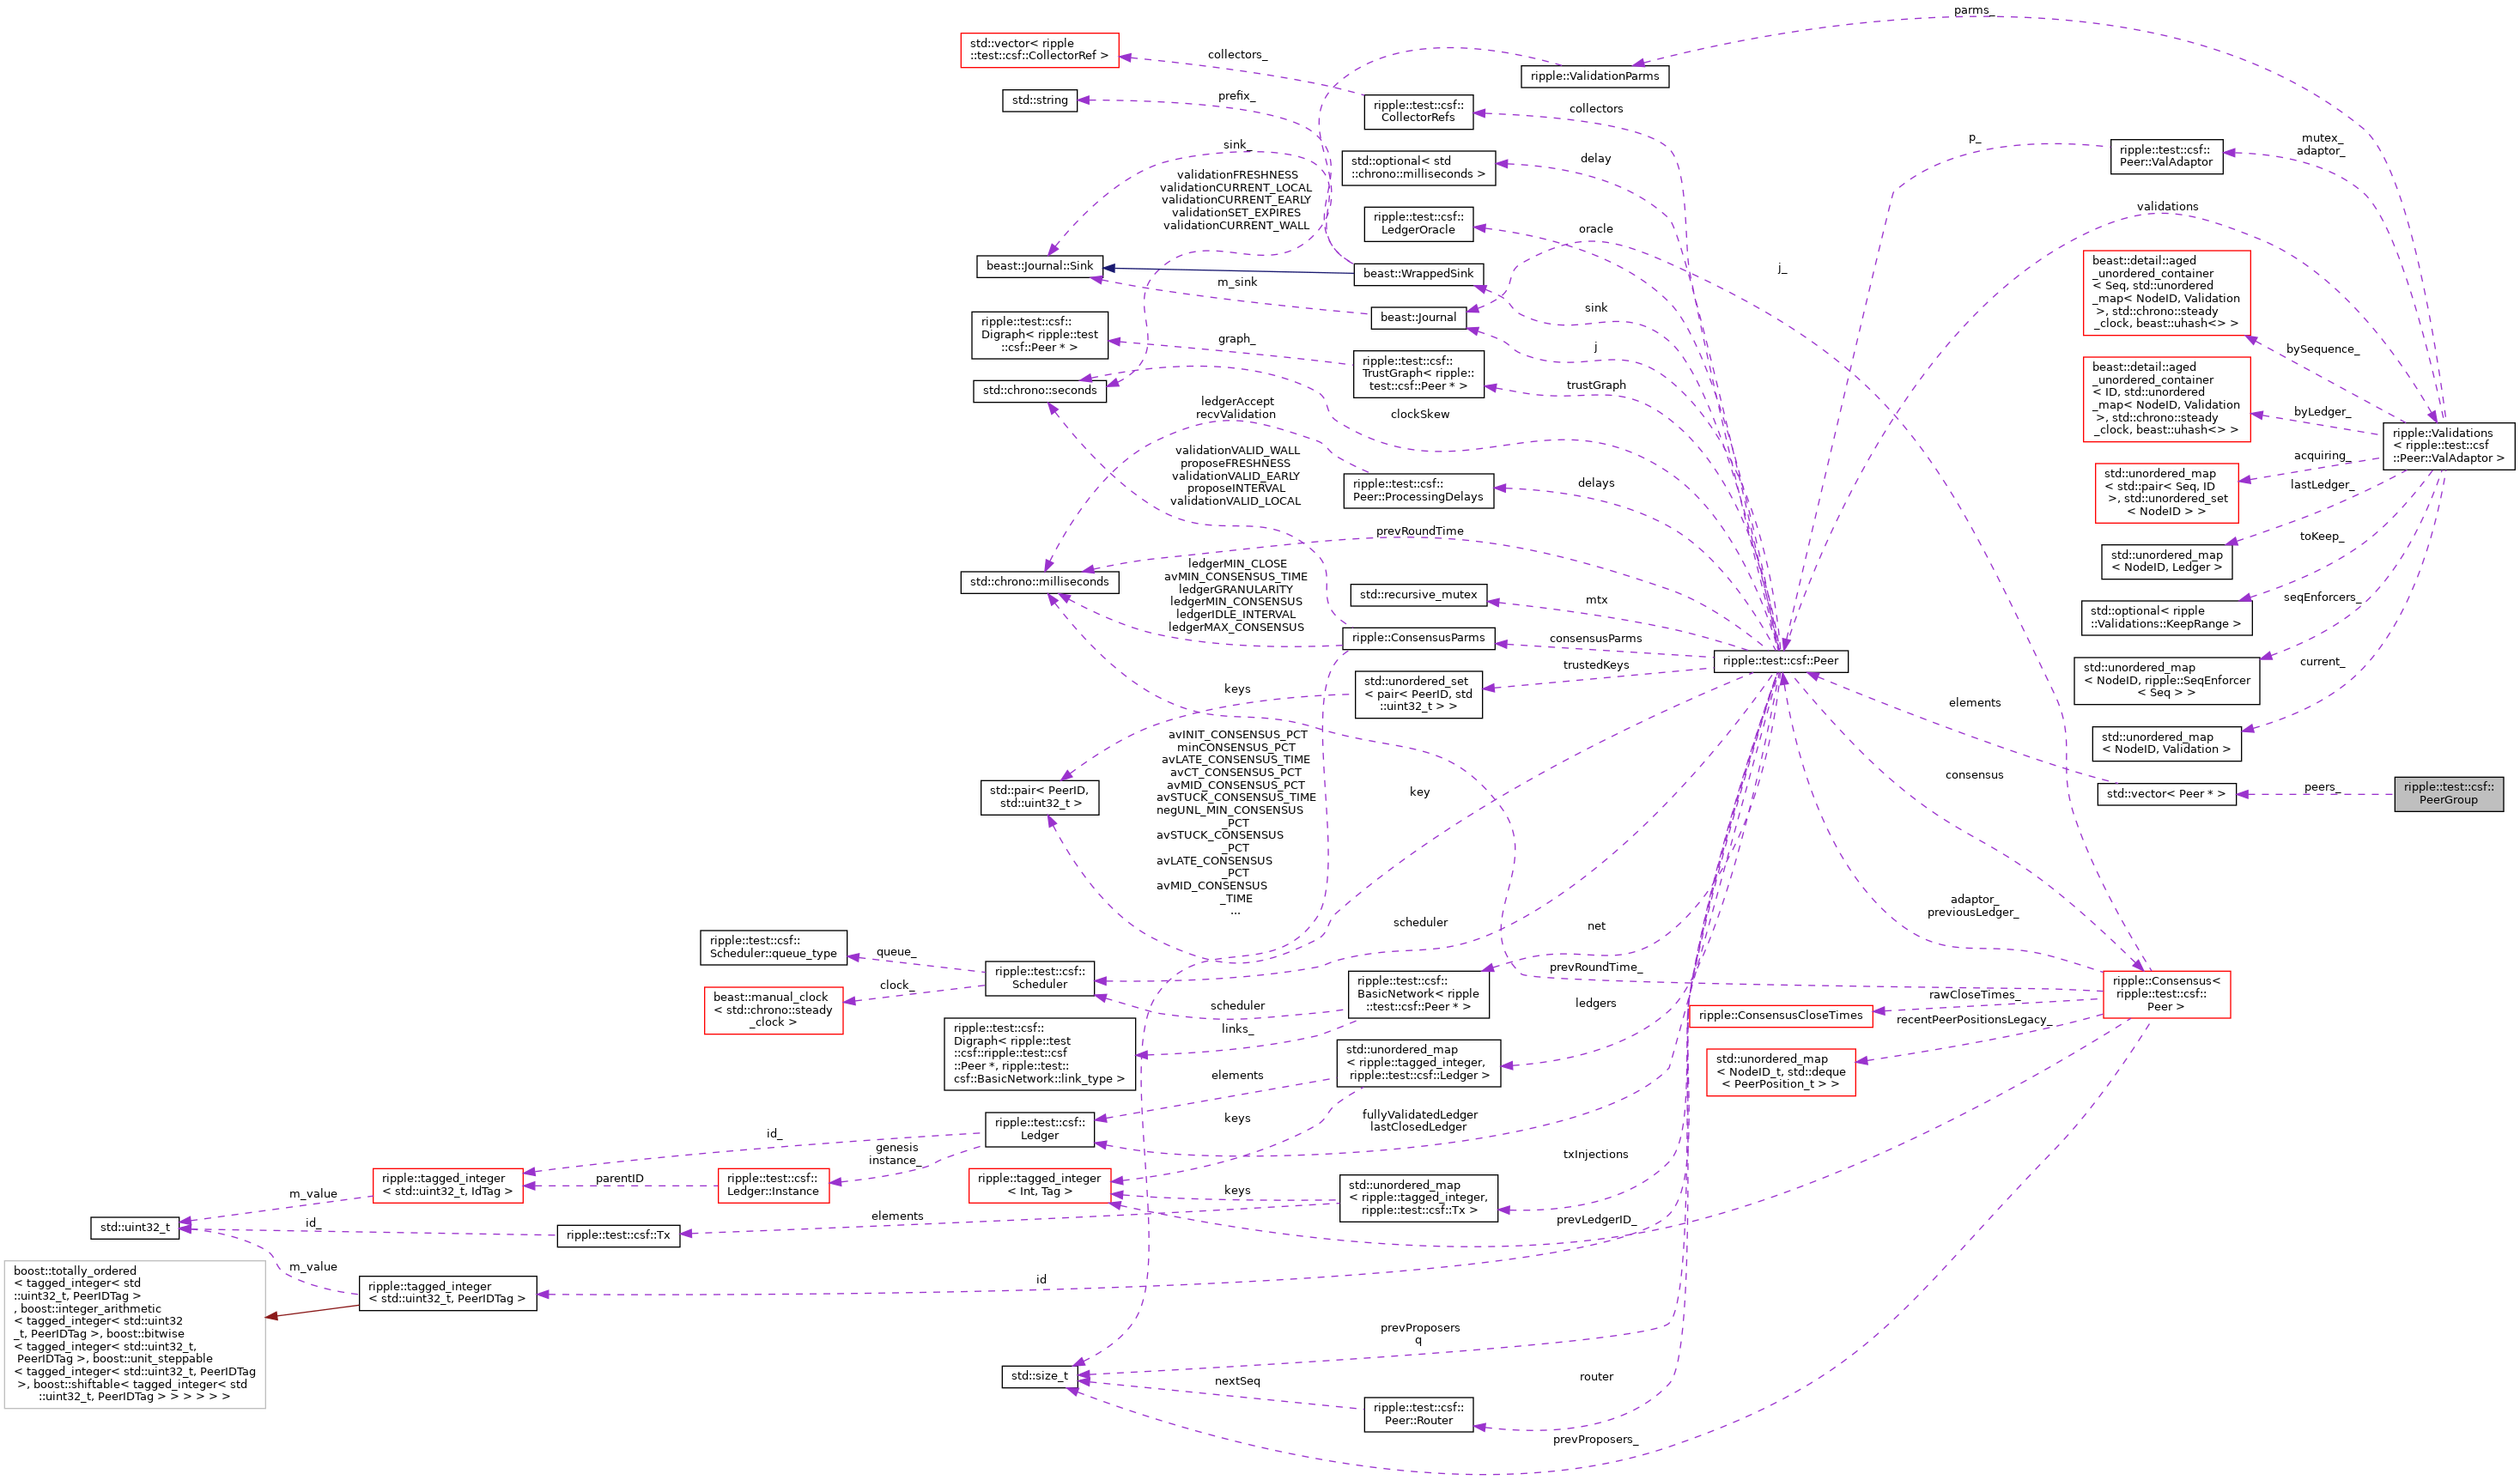 parms_
std::vector< ripple
::test::csf::CollectorRef >
collectors_
ripple::ValidationParms
std::string
prefix_
ripple::test::csf::
CollectorRefs
collectors
p_
ripple::test::csf::
Peer::ValAdaptor
mutex_
adaptor_
sink_
std::optional< std
::chrono::milliseconds >
delay
validationFRESHNESS
validationCURRENT_LOCAL
validationCURRENT_EARLY
validationSET_EXPIRES
validationCURRENT_WALL
ripple::test::csf::
LedgerOracle
oracle
validations
beast::Journal::Sink
beast::WrappedSink
j_
m_sink
sink
beast::detail::aged
_unordered_container
< Seq, std::unordered
_map< NodeID, Validation
>, std::chrono::steady
_clock, beast::uhash<> >
beast::Journal
j
ripple::test::csf::
Digraph< ripple::test
::csf::Peer * >
graph_
ripple::test::csf::
TrustGraph< ripple::
test::csf::Peer * >
trustGraph
bySequence_
std::chrono::seconds
clockSkew
beast::detail::aged
_unordered_container
< ID, std::unordered
_map< NodeID, Validation
>, std::chrono::steady
_clock, beast::uhash<> >
byLedger_
ledgerAccept
recvValidation
ripple::Validations
< ripple::test::csf
::Peer::ValAdaptor >
validationVALID_WALL
proposeFRESHNESS
validationVALID_EARLY
proposeINTERVAL
validationVALID_LOCAL
ripple::test::csf::
Peer::ProcessingDelays
delays
acquiring_
std::unordered_map
< std::pair< Seq, ID
>, std::unordered_set
< NodeID > >
lastLedger_
prevRoundTime
toKeep_
std::unordered_map
< NodeID, Ledger >
std::chrono::milliseconds
ledgerMIN_CLOSE
avMIN_CONSENSUS_TIME
ledgerGRANULARITY
ledgerMIN_CONSENSUS
ledgerIDLE_INTERVAL
ledgerMAX_CONSENSUS
std::recursive_mutex
mtx
seqEnforcers_
std::optional< ripple
::Validations::KeepRange >
ripple::ConsensusParms
consensusParms
ripple::test::csf::Peer
current_
trustedKeys
std::unordered_set
< pair< PeerID, std
::uint32_t > >
keys
std::unordered_map
< NodeID, ripple::SeqEnforcer
< Seq > >
elements
std::unordered_map
< NodeID, Validation >
avINIT_CONSENSUS_PCT
minCONSENSUS_PCT
avLATE_CONSENSUS_TIME
avCT_CONSENSUS_PCT
avMID_CONSENSUS_PCT
avSTUCK_CONSENSUS_TIME
negUNL_MIN_CONSENSUS
_PCT
avSTUCK_CONSENSUS
_PCT
avLATE_CONSENSUS
_PCT
avMID_CONSENSUS
_TIME
...
std::pair< PeerID,
std::uint32_t >
key
consensus
std::vector< Peer * >
peers_
ripple::test::csf::
PeerGroup
adaptor_
previousLedger_
scheduler
net
ripple::test::csf::
Scheduler::queue_type
queue_
ripple::test::csf::
Scheduler
clock_
beast::manual_clock
< std::chrono::steady
_clock >
prevRoundTime_
ripple::test::csf::
BasicNetwork< ripple
::test::csf::Peer * >
scheduler
links_
ledgers
ripple::Consensus<
ripple::test::csf::
Peer >
rawCloseTimes_
ripple::ConsensusCloseTimes
recentPeerPositionsLegacy_
ripple::test::csf::
Digraph< ripple::test
::csf::ripple::test::csf
::Peer *, ripple::test::
csf::BasicNetwork::link_type >
std::unordered_map
< ripple::tagged_integer,
ripple::test::csf::Ledger >
elements
keys
std::unordered_map
< NodeID_t, std::deque
< PeerPosition_t > >
fullyValidatedLedger
lastClosedLedger
ripple::test::csf::
Ledger
id_
genesis
instance_
txInjections
ripple::tagged_integer
< std::uint32_t, IdTag >
parentID
ripple::test::csf::
Ledger::Instance
ripple::tagged_integer
< Int, Tag >
keys
std::unordered_map
< ripple::tagged_integer,
ripple::test::csf::Tx >
m_value
std::uint32_t
id_
ripple::test::csf::Tx
elements
prevLedgerID_
m_value
ripple::tagged_integer
< std::uint32_t, PeerIDTag >
id
boost::totally_ordered
< tagged_integer< std
::uint32_t, PeerIDTag >
, boost::integer_arithmetic
< tagged_integer< std::uint32
_t, PeerIDTag >, boost::bitwise
< tagged_integer< std::uint32_t,
PeerIDTag >, boost::unit_steppable
< tagged_integer< std::uint32_t, PeerIDTag
>, boost::shiftable< tagged_integer< std
::uint32_t, PeerIDTag > > > > > >
prevProposers
q
std::size_t
nextSeq
router
ripple::test::csf::
Peer::Router
prevProposers_